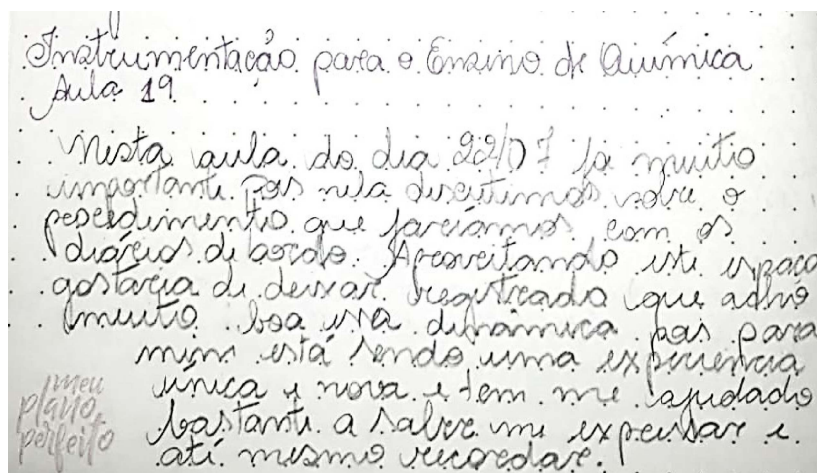 Instrumentação para o Ensino de Química
Aula 19
Nesta aula do dia 22/07 foi muito
importante pois nela discutimos sobre o
procedimento que faríamos com os
diários de bordo. Aproveitando este espaço
gostaria de deixar registrado que achei
muito boa essa dinâmica pois para
mim está sendo uma experiência
única e nova e tem me ajudado
bastante a saber me expressar e
até mesmo recordar.
meu
plano,
perfeito